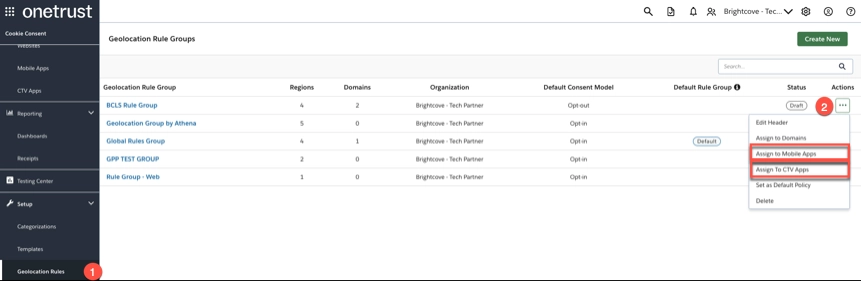 onetrust
Brightcove - Tec...
Cookie Consent
Websites
Mobile Apps
CTV Apps
Reporting
Dashboards
Receipts
Testing Center
Setup
Categorizations
Templates
Geolocation Rules
1
Geolocation Rule Groups
Create New
Search...
Geolocation Rule Group Regions Domains Organization Default Consent Model Default Rule Group Status Actions
BCLS Rule Group 4 2 Brightcove - Tech Partner Opt-out Draft 2 ...
Geolocation Group by Athena 5 0 Brightcove - Tech Partner Opt-in
Global Rules Group 4 1 Brightcove - Tech Partner Opt-in Default
GPP TEST GROUP 2 0 Brightcove - Tech Partner Opt-in
Rule Group - Web 1 0 Brightcove - Tech Partner Opt-in
Edit Header
Assign to Domains
Assign to Mobile Apps
Assign To CTV Apps
Set as Default Policy
Delete